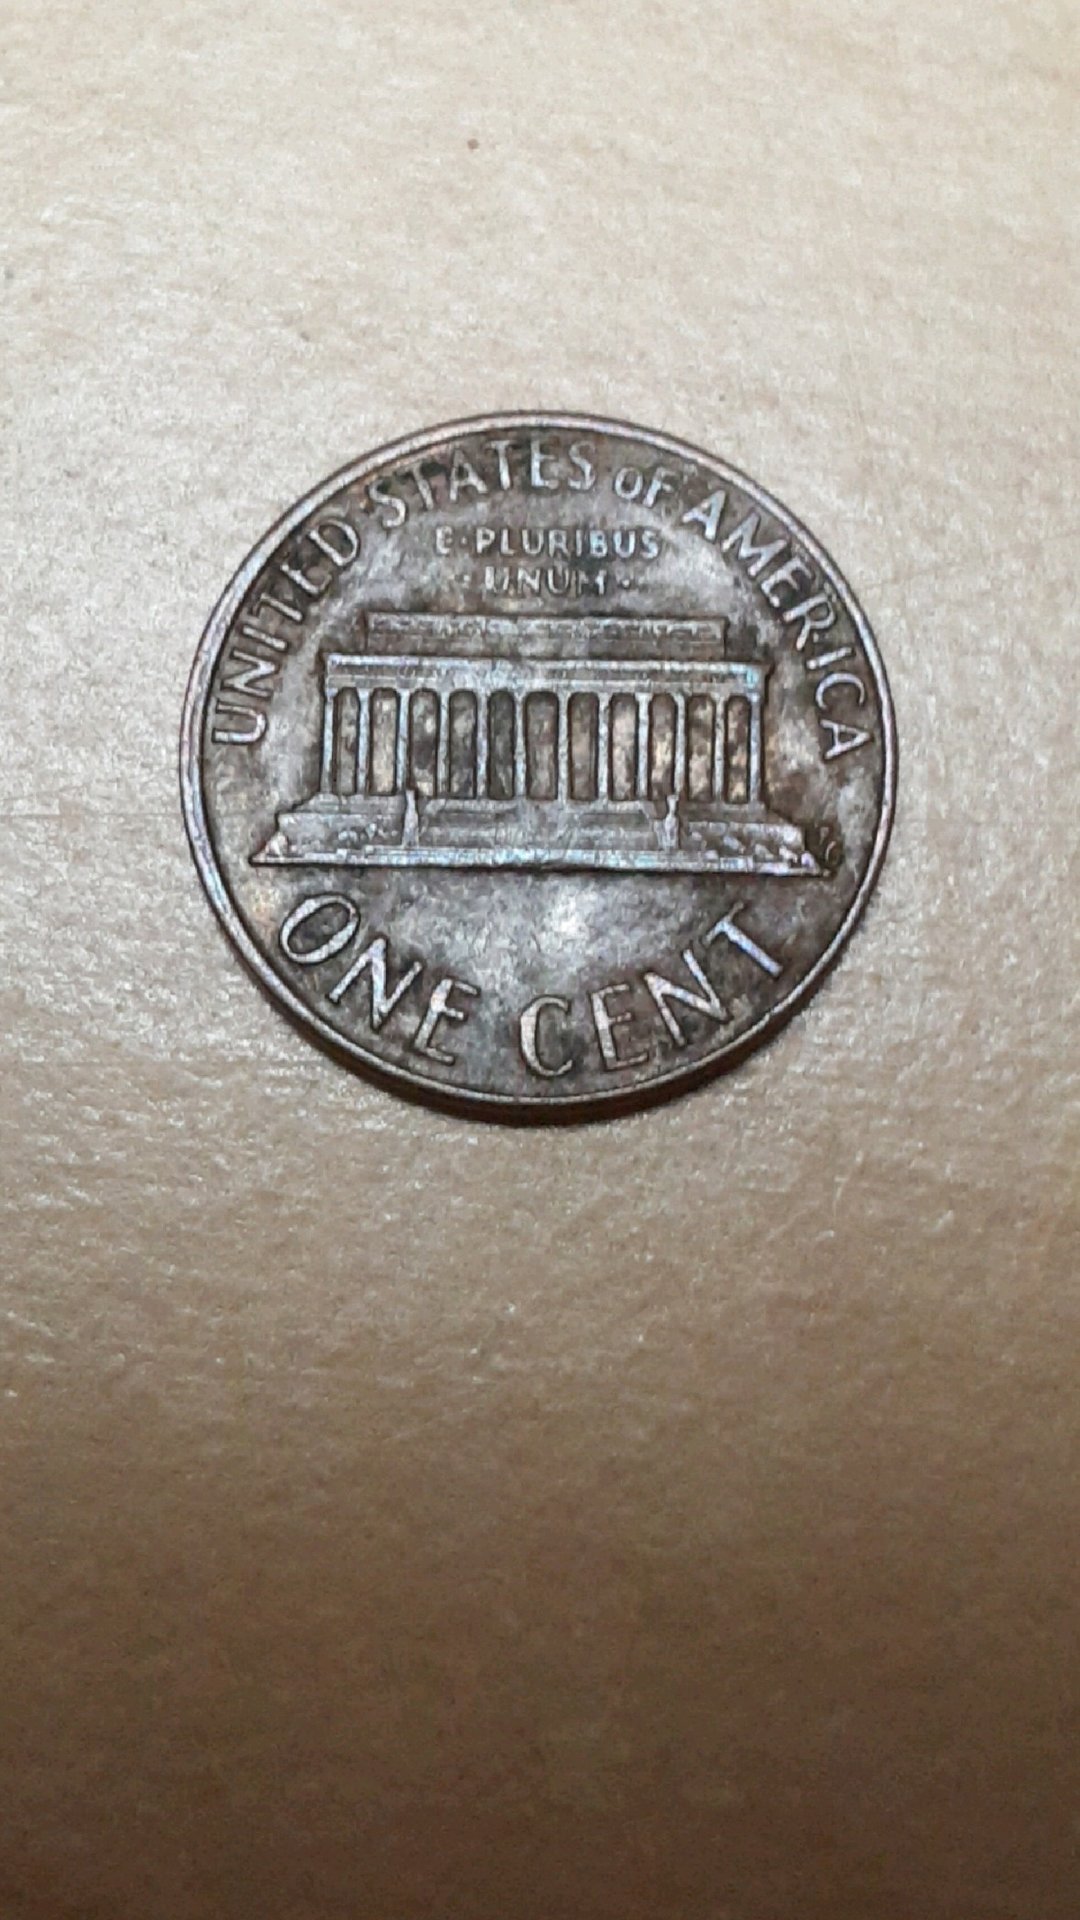 UNITED STATES OF AMERICA
E·PLURIBUS
·UNUM·
ONE CENT